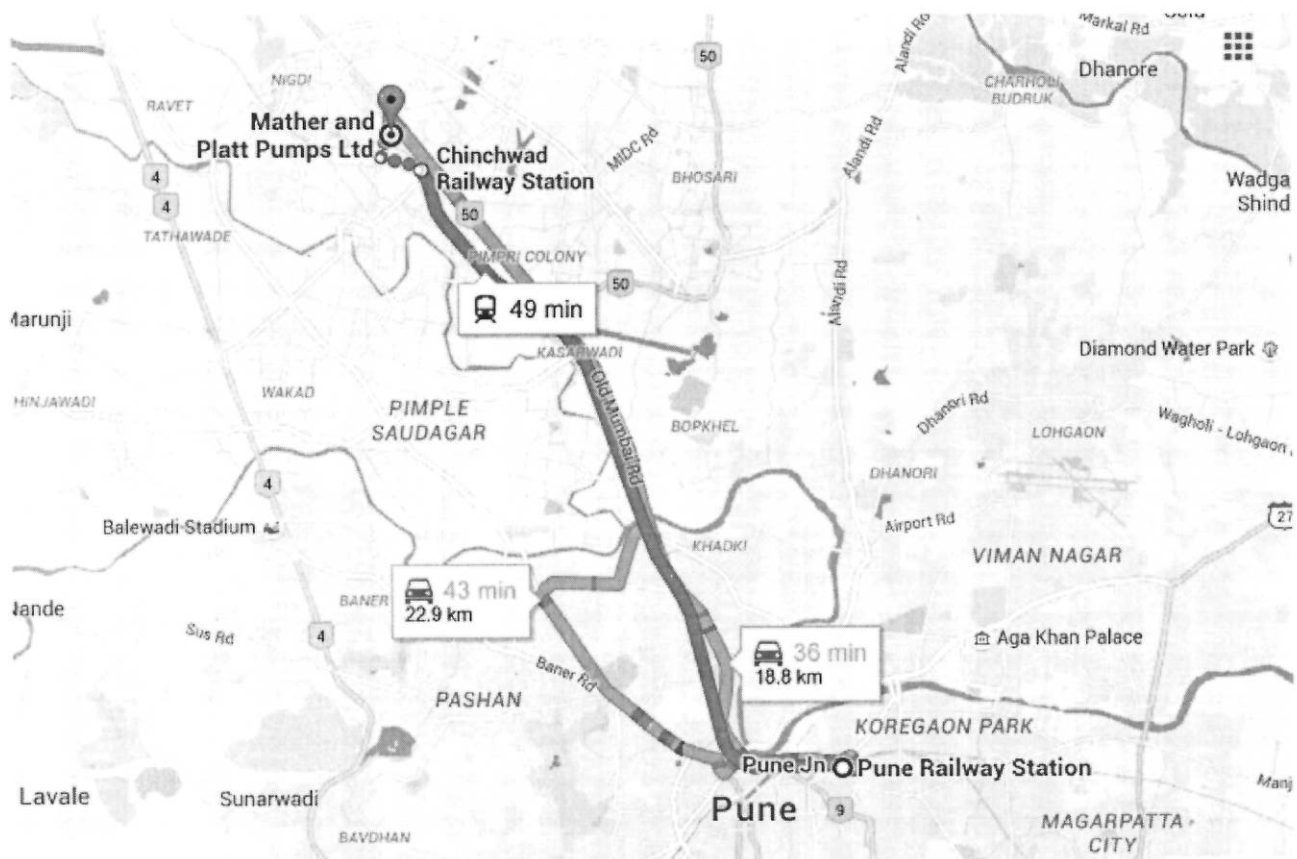 Markal Rd
Alandi Rd
50
NIGDI
Dhanore
CHARHOLI
BUDRUK
RAVET
Mather and
Platt Pumps Ltd
MIDC Rd
Alandi Rd
Chinchwad
Railway Station
BHOSARI
4
4
Wadga
Shind
50
TATHAWADE
PIMPRI COLONY
50
Alandi Rd
49 min
Marunji
KASARWADI
Diamond Water Park
HINJAWADI
WAKAD
PIMPLE
SAUDAGAR
Old Mumbai Rd
BOPKHEL
Dhanori Rd
LOHGAON
Wagholi - Lohgaon
DHANORI
4
Balewadi Stadium
Airport Rd
27
KHADKI
VIMAN NAGAR
43 min
22.9 km
BANER
Nande
Sus Rd
4
Aga Khan Palace
36 min
18.8 km
Baner Rd
PASHAN
KOREGAON PARK
Pune Jn.
Pune Railway Station
Manj
Lavale
Sunarwadi
Pune
9
MAGARPATTA
CITY
BAVDHAN